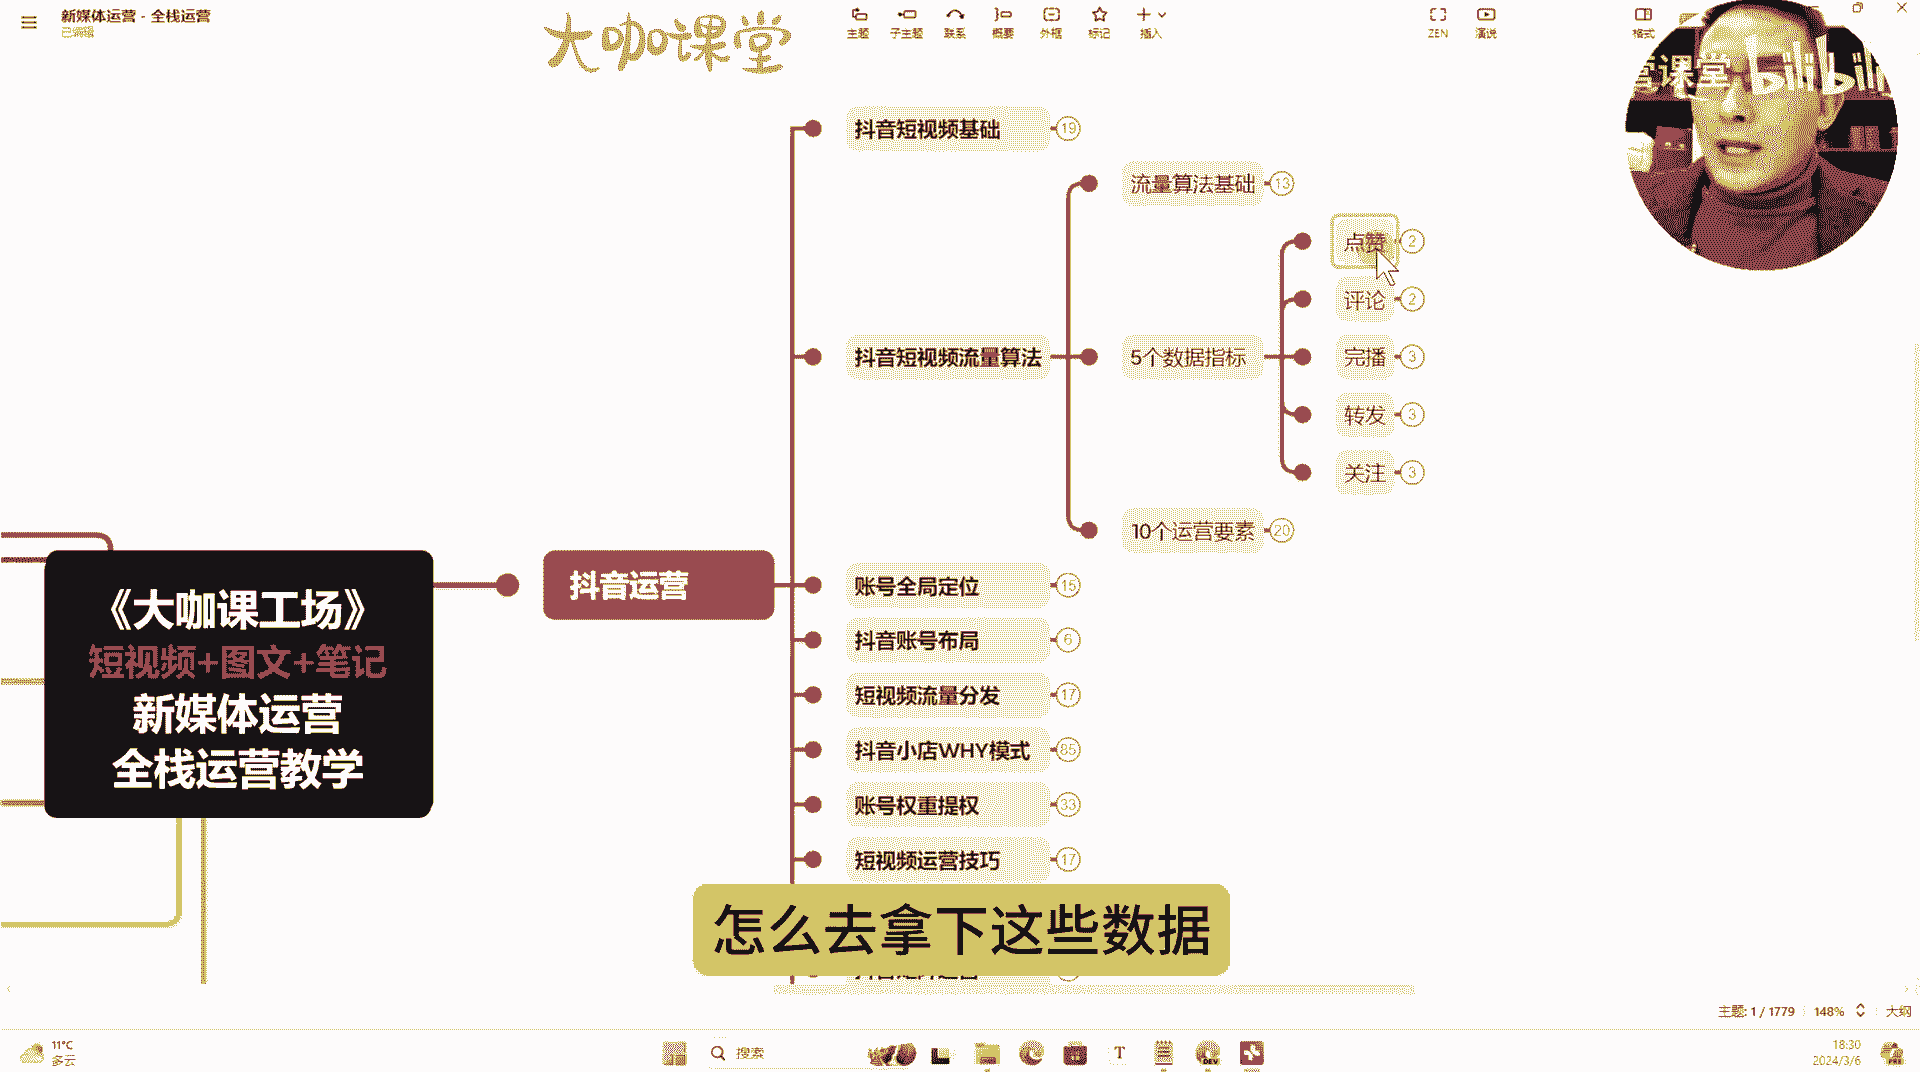 新媒体运营 - 全栈运营
已编辑
大咖课堂
主题
子主题
联系
概要
外框
标记
插入
ZEN
演说
格式
营课堂 bilibili
抖音短视频基础 19
流量算法基础 13
点赞 2
评论 2
抖音短视频流量算法
5个数据指标
完播 3
转发 3
关注 3
10个运营要素 20
抖音运营
账号全局定位 15
抖音账号布局 6
短视频流量分发 17
抖音小店WHY模式 85
账号权重提权 33
短视频运营技巧 17
《大咖课工场》
短视频+图文+笔记
新媒体运营
全栈运营教学
怎么去拿下这些数据
主题: 1 / 1779
148%
大纲
11°C
多云
搜索
T
DEV
18:30
2024/3/6